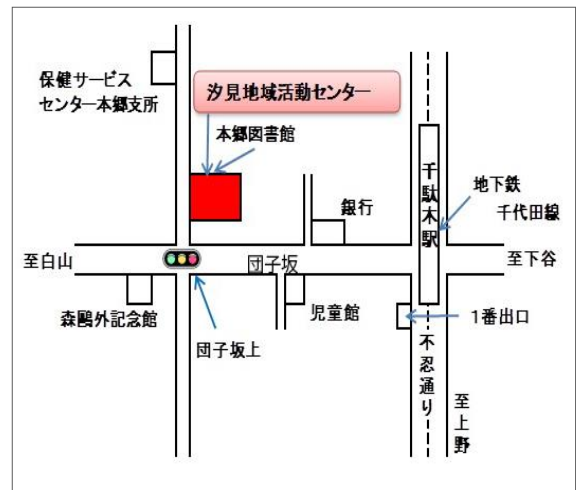 保健サービス
センター本郷支所
汐見地域活動センター
本郷図書館
銀行
千駄木駅
地下鉄
千代田線
至白山
団子坂
至下谷
森鷗外記念館
団子坂上
児童館
1番出口
不忍通り
至上野